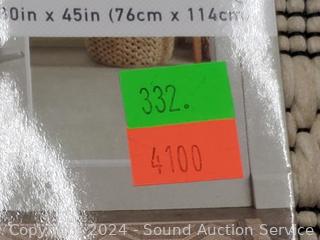 30in x 45in (76cm x 114cm
332.
4100
Copyright 2024 - Sound Auction Service